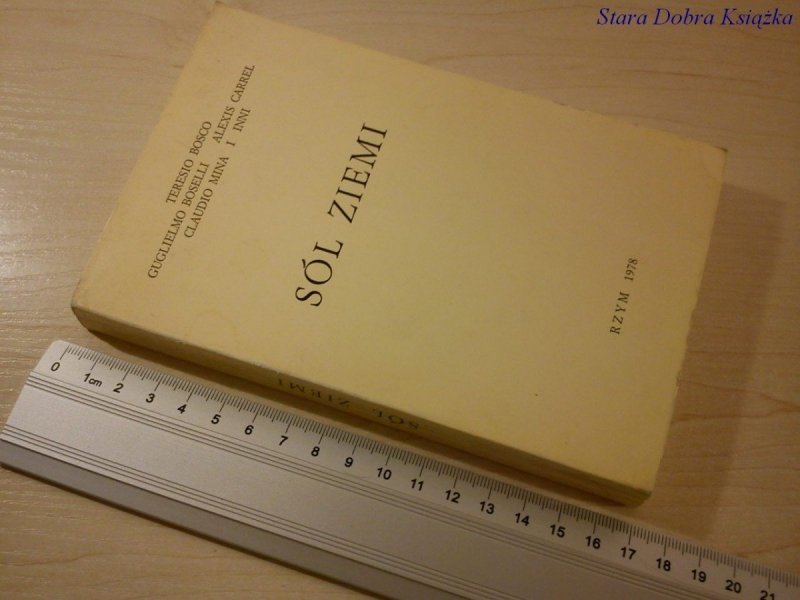 Stara Dobra Książka
TERESIO BOSCO
GUGLIELMO BOSELLI ALEXIS CARREL
CLAUDIO MINA I INNI
SÓL ZIEMI
RZYM 1978
SÓL ZIEMI
0 1cm 2 3 4 5 6 7 8 9 10 11 12 13 14 15 16 17 18 19 20 21